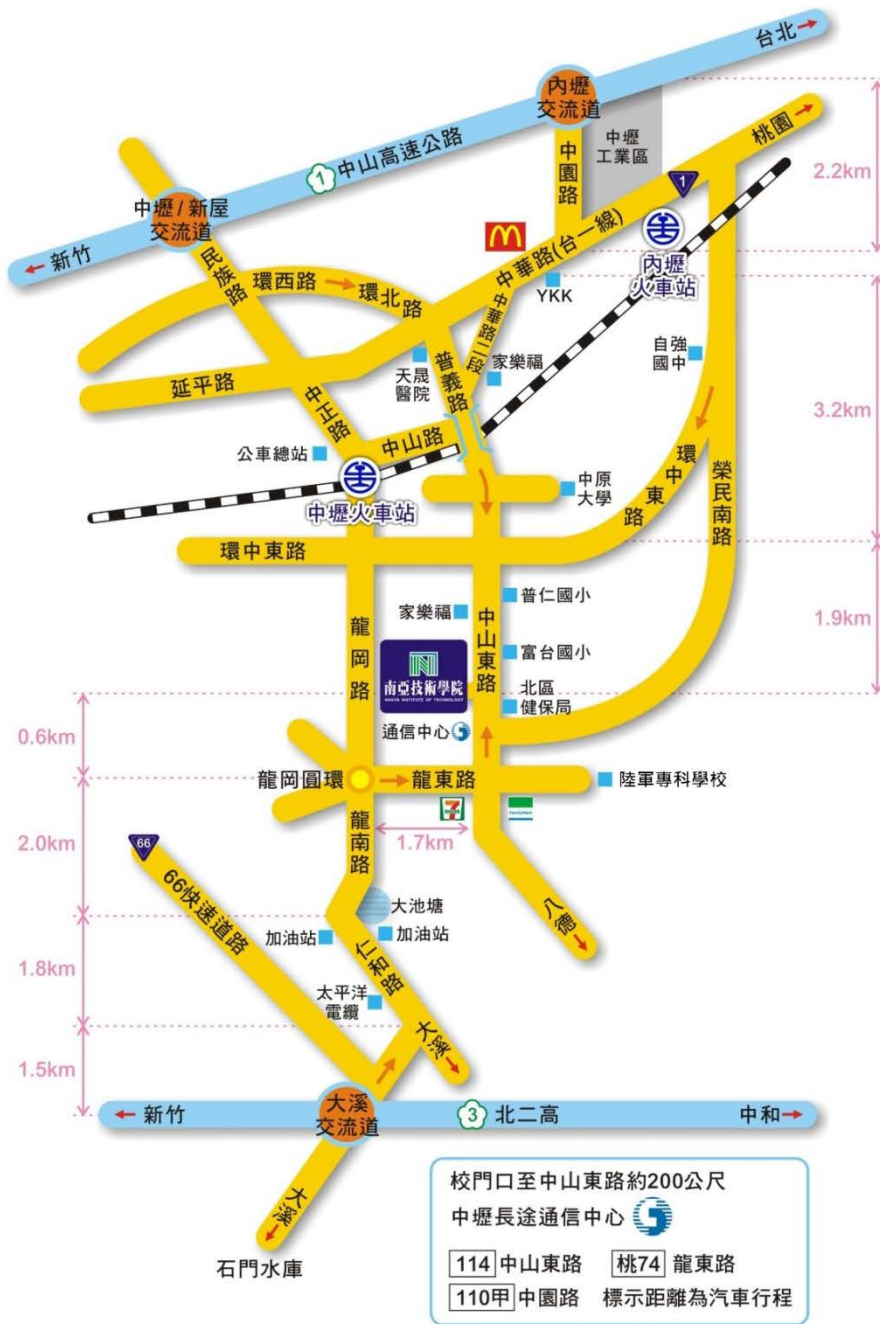 台北
內壢
交流道
中壢
工業區
桃園
2.2km
1
中山高速公路
中園路
1
中壢/新屋
交流道
新竹
民族路
中華路(台一線)
內壢
火車站
環西路
環北路
YKK
中華路二段
延平路
天晟
醫院
普義路
家樂福
自強
國中
3.2km
中正路
中山路
公車總站
中壢火車站
中原
大學
環中東路
榮民南路
環中東路
普仁國小
1.9km
家樂福
龍岡路
中山東路
富台國小
南亞技術學院
NANYA INSTITUTE OF TECHNOLOGY
北區
健保局
0.6km
通信中心
龍岡圓環
龍東路
陸軍專科學校
7
ELEVEN
FamilyMart
龍南路
1.7km
2.0km
66
66快速道路
大池塘
八德
加油站
加油站
仁和路
1.8km
太平洋
電纜
大溪
1.5km
新竹
大溪
交流道
3
北二高
中和
大溪
石門水庫
校門口至中山東路約200公尺
中壢長途通信中心
114 中山東路 桃74 龍東路
110甲 中園路 標示距離為汽車行程